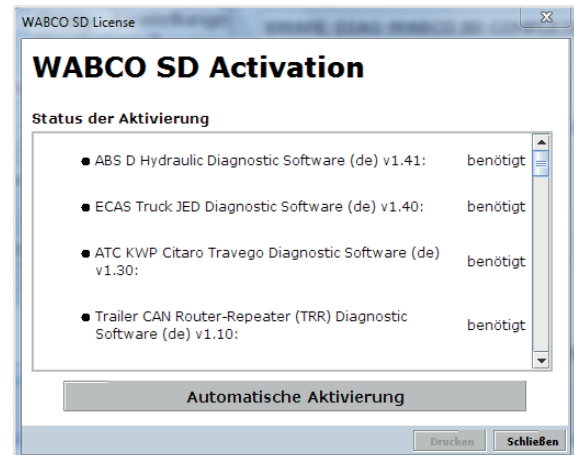 WABCO SD License
WABCO SD Activation
Status der Aktivierung
● ABS D Hydraulic Diagnostic Software (de) v1.41: benötigt
● ECAS Truck JED Diagnostic Software (de) v1.40: benötigt
● ATC KWP Citaro Travego Diagnostic Software (de)
v1.30: benötigt
● Trailer CAN Router-Repeater (TRR) Diagnostic
Software (de) v1.10: benötigt
Automatische Aktivierung
Drucken Schließen